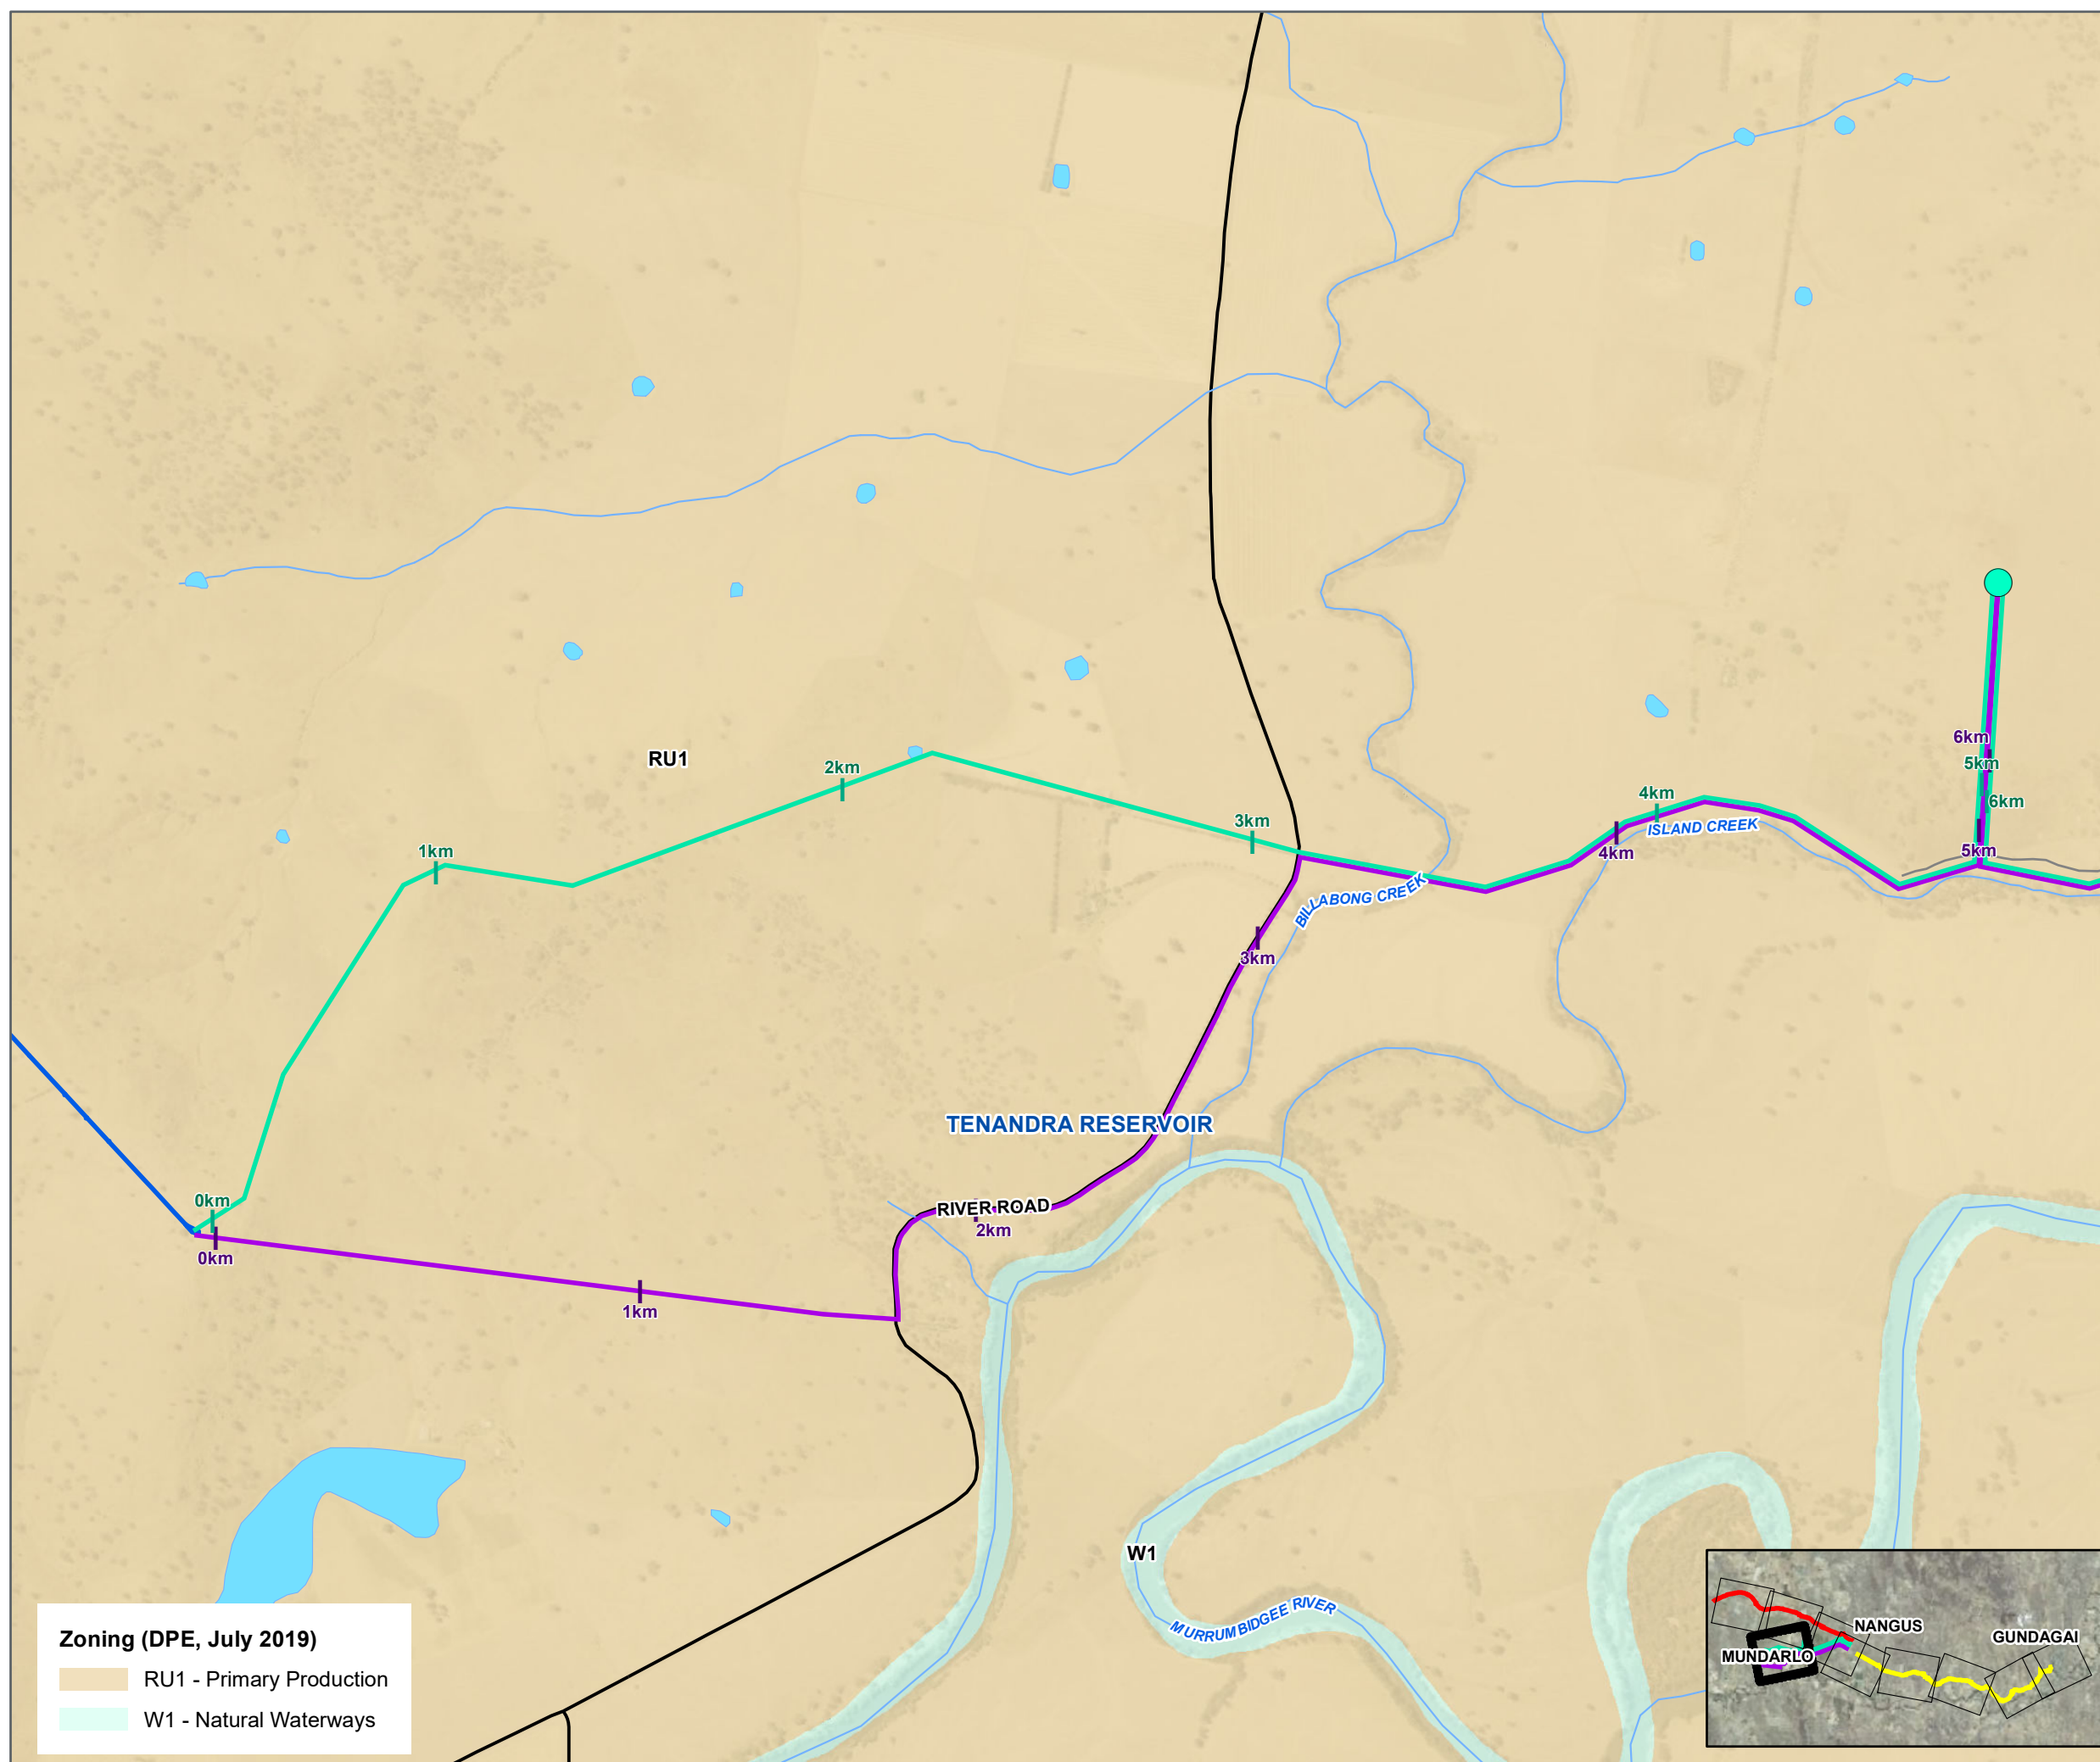 6km
5km
RU1
2km
6km
4km
3km
ISLAND CREEK
1km
4km
5km
BILLABONG CREEK
3km
TENANDRA RESERVOIR
0km
RIVER ROAD
2km
0km
1km
W1
MURRUMBIDGEE RIVER
Zoning (DPE, July 2019)
RU1 - Primary Production
W1 - Natural Waterways
NANGUS
GUNDAGAI
MUNDARLO